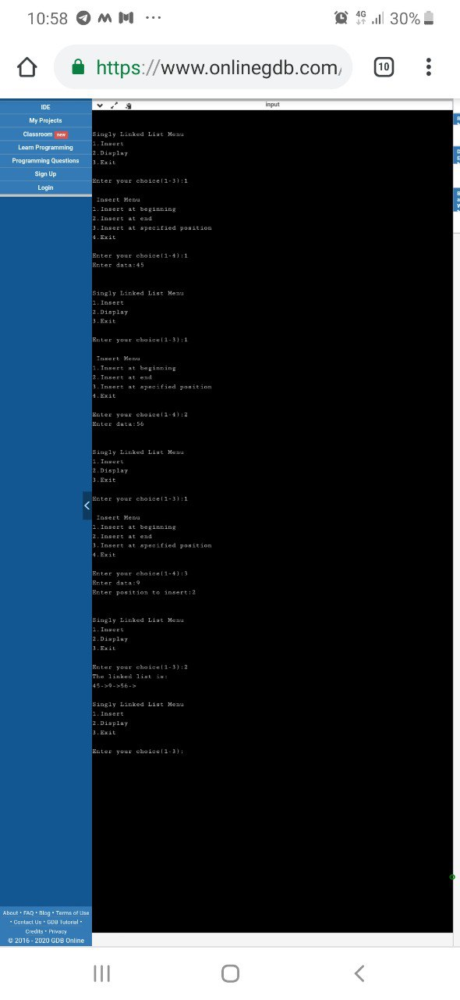 10:58
4G
30%
https://www.onlinegdb.com/
10
input
IDE
My Projects
Classroom new
Learn Programming
Programming Questions
Sign Up
Login
Singly Linked List Menu
1.Insert
2.Display
3.Exit
Enter your choice(1-3):1
Insert Menu
1.Insert at beginning
2.Insert at end
3.Insert at specified position
4.Exit
Enter your choice(1-4):1
Enter data:45
Singly Linked List Menu
1.Insert
2.Display
3.Exit
Enter your choice(1-3):1
Insert Menu
1.Insert at beginning
2.Insert at end
3.Insert at specified position
4.Exit
Enter your choice(1-4):2
Enter data:56
Singly Linked List Menu
1.Insert
2.Display
3.Exit
Enter your choice(1-3):1
Insert Menu
1.Insert at beginning
2.Insert at end
3.Insert at specified position
4.Exit
Enter your choice(1-4):3
Enter data:9
Enter position to insert:2
Singly Linked List Menu
1.Insert
2.Display
3.Exit
Enter your choice(1-3):2
The linked list is:
45->9->56->
Singly Linked List Menu
1.Insert
2.Display
3.Exit
Enter your choice(1-3):
About • FAQ • Blog • Terms of Use
• Contact Us • GDB Tutorial •
Credits • Privacy
© 2016 - 2020 GDB Online